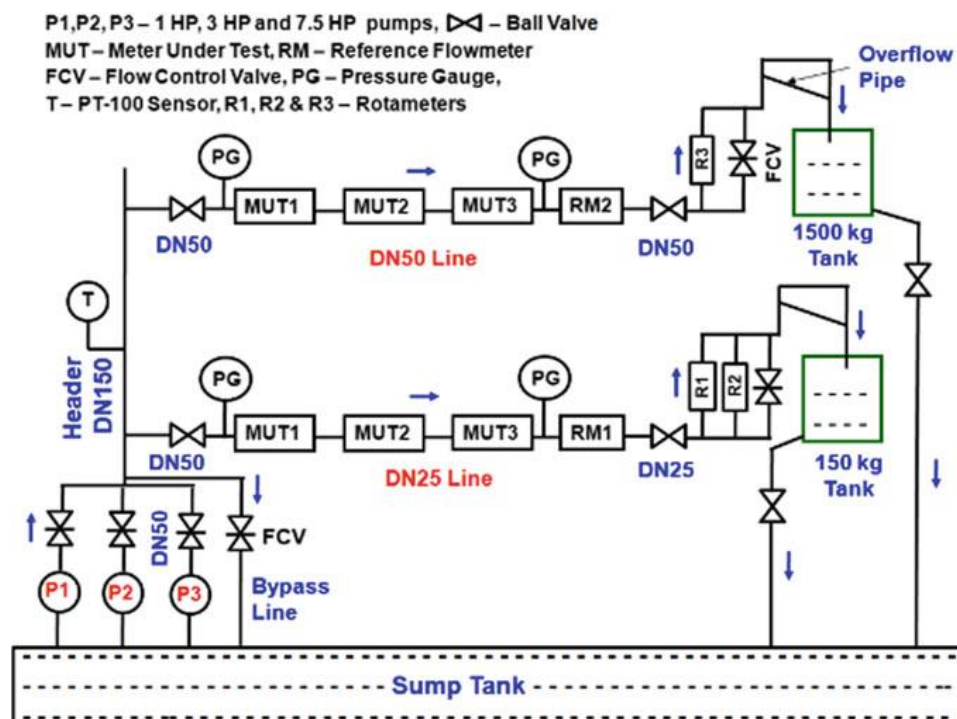 P1,P2, P3 – 1 HP, 3 HP and 7.5 HP pumps, – Ball Valve
MUT – Meter Under Test, RM – Reference Flowmeter
FCV – Flow Control Valve, PG – Pressure Gauge,
T – PT-100 Sensor, R1, R2 & R3 – Rotameters
Overflow
Pipe
PG
PG
R3
FCV
MUT1
MUT2
MUT3
RM2
DN50
DN50 Line
DN50
1500 kg
Tank
T
Header
DN150
PG
PG
R1
R2
MUT1
MUT2
MUT3
RM1
DN50
DN25 Line
DN25
150 kg
Tank
DN50
FCV
P1
P2
P3
Bypass
Line
Sump Tank